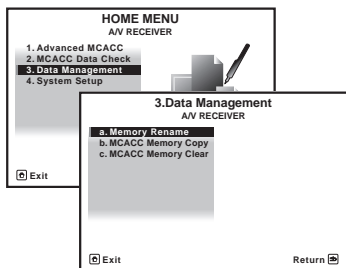 HOME MENU
A/V RECEIVER
1. Advanced MCACC
2. MCACC Data Check
3. Data Management
4. System Setup
Exit
3.Data Management
A/V RECEIVER
a. Memory Rename
b. MCACC Memory Copy
c. MCACC Memory Clear
Exit
Return